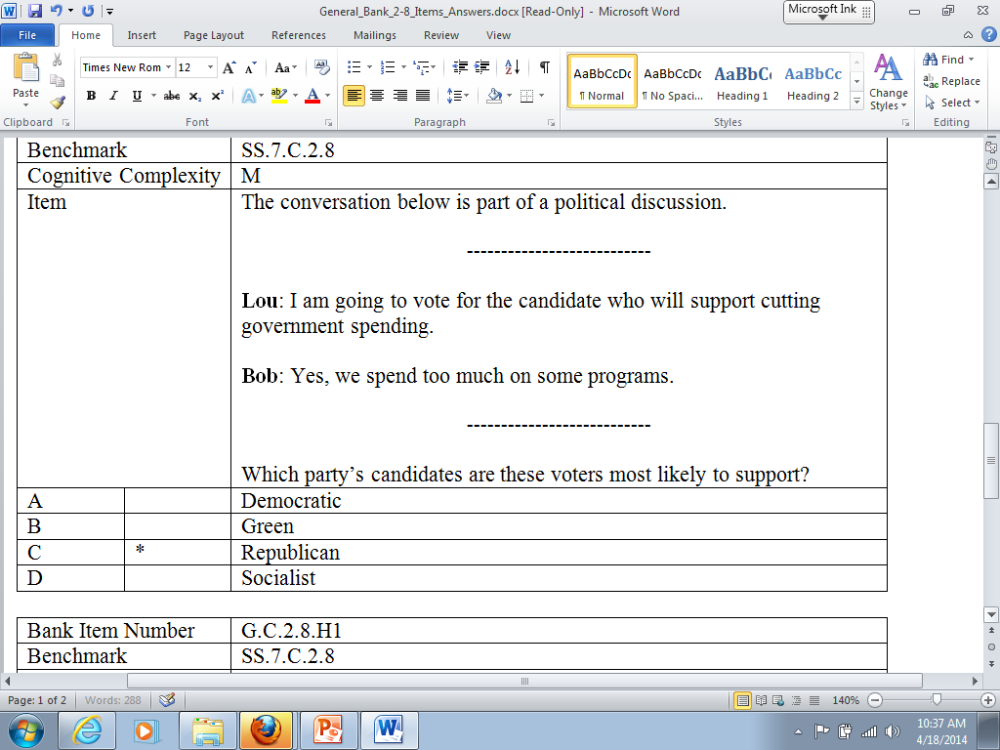 General_Bank_2-8_Items_Answers.docx [Read-Only] - Microsoft Word
Microsoft Ink
File Home Insert Page Layout References Mailings Review View
Paste
Clipboard
Times New Rom 12
B I U abc x₂ x²
Font
Paragraph
AaBbCcDc AaBbCcDc AaBbC AaBbCc
¶ Normal ¶ No Spaci... Heading 1 Heading 2
Change
Styles
Styles
Find
Replace
Select
Editing
Benchmark SS.7.C.2.8
Cognitive Complexity M
Item The conversation below is part of a political discussion.
---------------------------
Lou: I am going to vote for the candidate who will support cutting
government spending.
Bob: Yes, we spend too much on some programs.
---------------------------
Which party’s candidates are these voters most likely to support?
A Democratic
B Green
C * Republican
D Socialist
Bank Item Number G.C.2.8.H1
Benchmark SS.7.C.2.8
Page: 1 of 2 Words: 288 140%
10:37 AM
4/18/2014